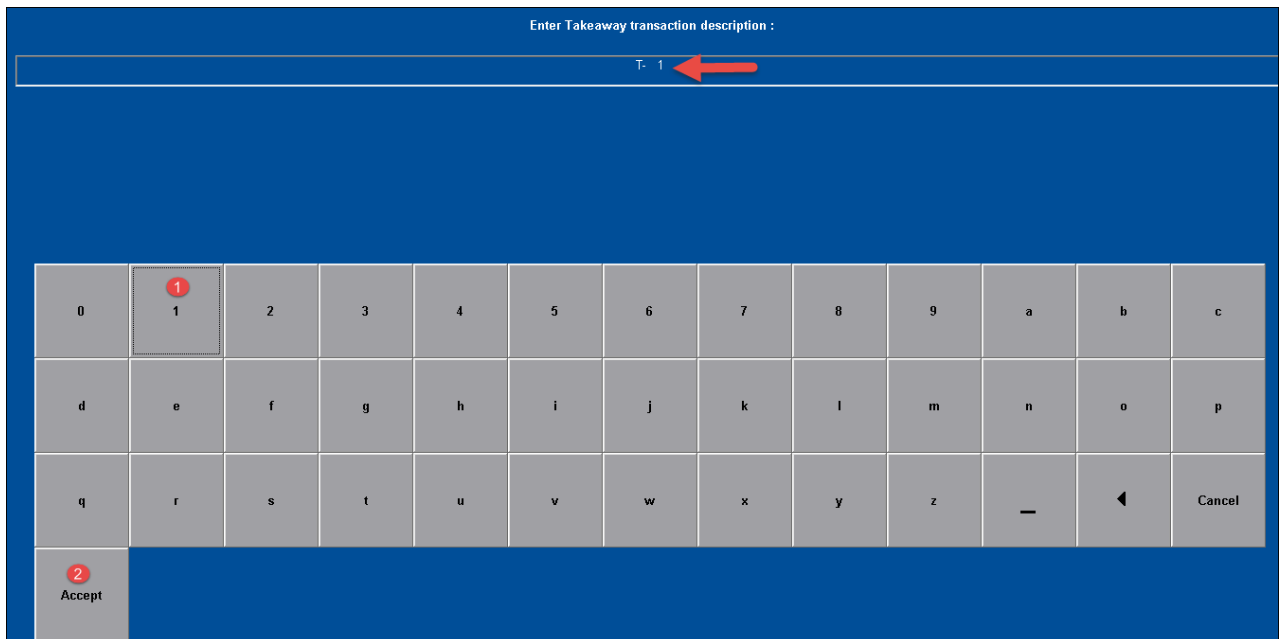 Enter Takeaway transaction description :
T- 1
1
0 1 2 3 4 5 6 7 8 9 a b c
d e f g h i j k l m n o p
q r s t u v w x y z _ Cancel
2
Accept